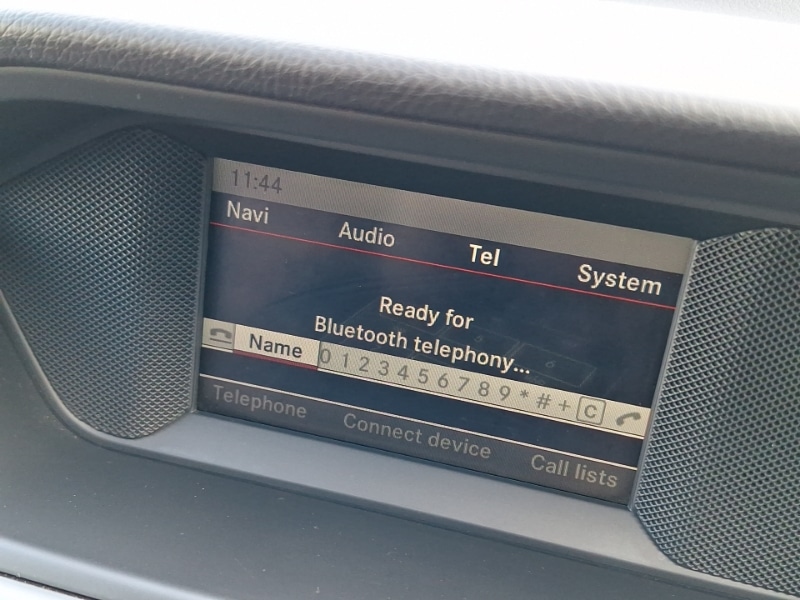 11:44
Navi Audio Tel System
Ready for
Bluetooth telephony...
Name 0 1 2 3 4 5 6 7 8 9 * # + C
Telephone Connect device Call lists